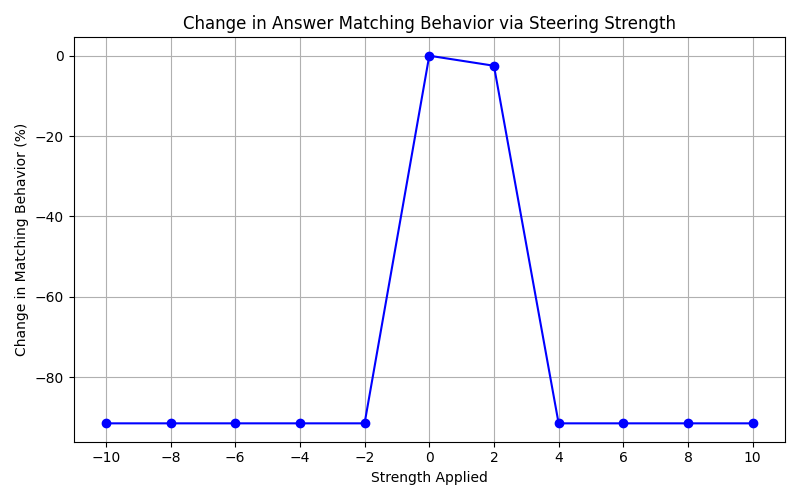 Change in Answer Matching Behavior via Steering Strength
Change in Matching Behavior (%)
0
−20
−40
−60
−80
−10 −8 −6 −4 −2 0 2 4 6 8 10
Strength Applied